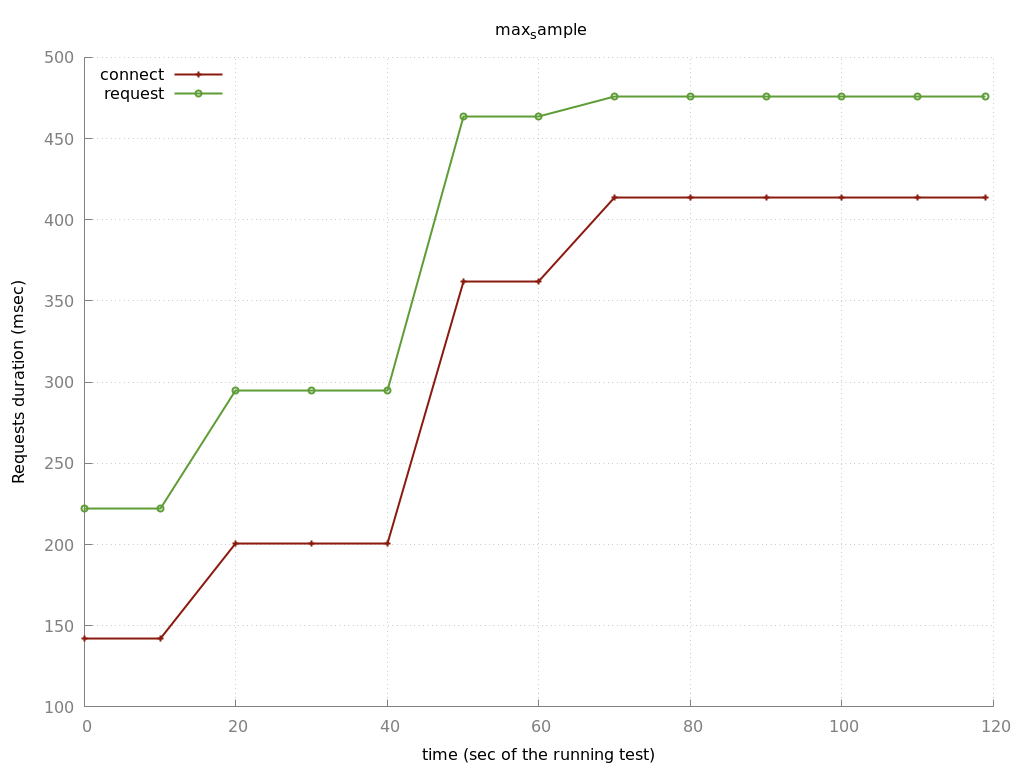 max_sample
500
connect
request
450
400
350
300
250
200
150
100
Requests duration (msec)
0 20 40 60 80 100 120
time (sec of the running test)